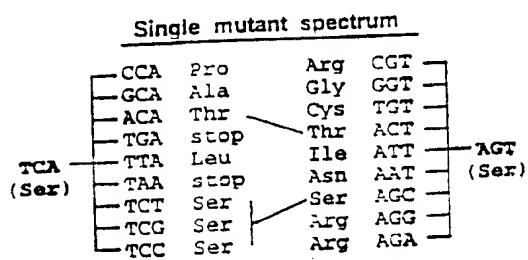 Single mutant spectrum
CCA Pro Arg CGT
GCA Ala Gly GGT
ACA Thr Cys TGT
TGA stop Thr ACT
TCA TTA Leu Ile ATT AGT
(Ser) TAA stop Asn AAT (Ser)
TCT Ser Ser AGC
TCG Ser Arg AGG
TCC Ser Arg AGA